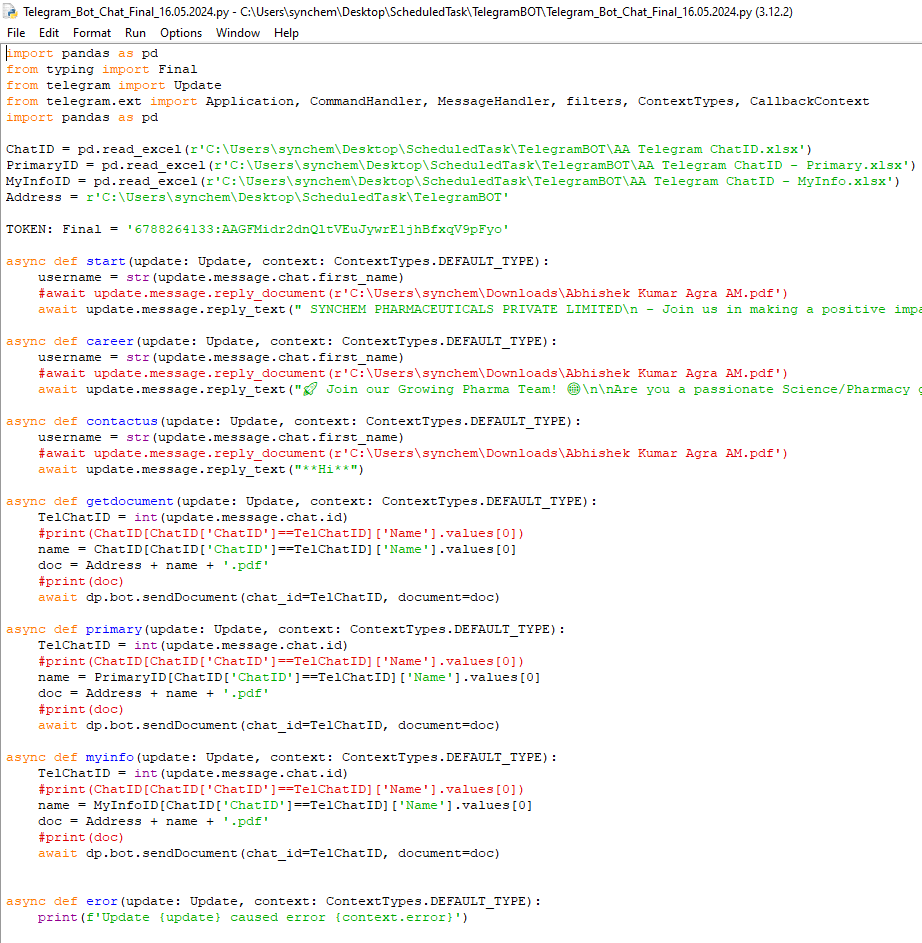 Telegram_Bot_Chat_Final_16.05.2024.py - C:\Users\synchem\Desktop\ScheduledTask\TelegramBOT\Telegram_Bot_Chat_Final_16.05.2024.py (3.12.2)
File Edit Format Run Options Window Help
import pandas as pd
from typing import Final
from telegram import Update
from telegram.ext import Application, CommandHandler, MessageHandler, filters, ContextTypes, CallbackContext
import pandas as pd

ChatID = pd.read_excel(r'C:\Users\synchem\Desktop\ScheduledTask\TelegramBOT\AA Telegram ChatID.xlsx')
PrimaryID = pd.read_excel(r'C:\Users\synchem\Desktop\ScheduledTask\TelegramBOT\AA Telegram ChatID - Primary.xlsx')
MyInfoID = pd.read_excel(r'C:\Users\synchem\Desktop\ScheduledTask\TelegramBOT\AA Telegram ChatID - MyInfo.xlsx')
Address = r'C:\Users\synchem\Desktop\ScheduledTask\TelegramBOT'

TOKEN: Final = '6788264133:AAGFMidr2dnQltVEuJywrE1jhBfxqV9pFyo'

async def start(update: Update, context: ContextTypes.DEFAULT_TYPE):
    username = str(update.message.chat.first_name)
    #await update.message.reply_document(r'C:\Users\synchem\Downloads\Abhishek Kumar Agra AM.pdf')
    await update.message.reply_text(" SYNCHEM PHARMACEUTICALS PRIVATE LIMITED\n - Join us in making a positive impa

async def career(update: Update, context: ContextTypes.DEFAULT_TYPE):
    username = str(update.message.chat.first_name)
    #await update.message.reply_document(r'C:\Users\synchem\Downloads\Abhishek Kumar Agra AM.pdf')
    await update.message.reply_text("🚀 Join our Growing Pharma Team! 🌐\n\nAre you a passionate Science/Pharmacy g

async def contactus(update: Update, context: ContextTypes.DEFAULT_TYPE):
    username = str(update.message.chat.first_name)
    #await update.message.reply_document(r'C:\Users\synchem\Downloads\Abhishek Kumar Agra AM.pdf')
    await update.message.reply_text("**Hi**")

async def getdocument(update: Update, context: ContextTypes.DEFAULT_TYPE):
    TelChatID = int(update.message.chat.id)
    #print(ChatID[ChatID['ChatID']==TelChatID]['Name'].values[0])
    name = ChatID[ChatID['ChatID']==TelChatID]['Name'].values[0]
    doc = Address + name + '.pdf'
    #print(doc)
    await dp.bot.sendDocument(chat_id=TelChatID, document=doc)

async def primary(update: Update, context: ContextTypes.DEFAULT_TYPE):
    TelChatID = int(update.message.chat.id)
    #print(ChatID[ChatID['ChatID']==TelChatID]['Name'].values[0])
    name = PrimaryID[ChatID['ChatID']==TelChatID]['Name'].values[0]
    doc = Address + name + '.pdf'
    #print(doc)
    await dp.bot.sendDocument(chat_id=TelChatID, document=doc)

async def myinfo(update: Update, context: ContextTypes.DEFAULT_TYPE):
    TelChatID = int(update.message.chat.id)
    #print(ChatID[ChatID['ChatID']==TelChatID]['Name'].values[0])
    name = MyInfoID[ChatID['ChatID']==TelChatID]['Name'].values[0]
    doc = Address + name + '.pdf'
    #print(doc)
    await dp.bot.sendDocument(chat_id=TelChatID, document=doc)


async def eror(update: Update, context: ContextTypes.DEFAULT_TYPE):
    print(f'Update {update} caused error {context.error}')